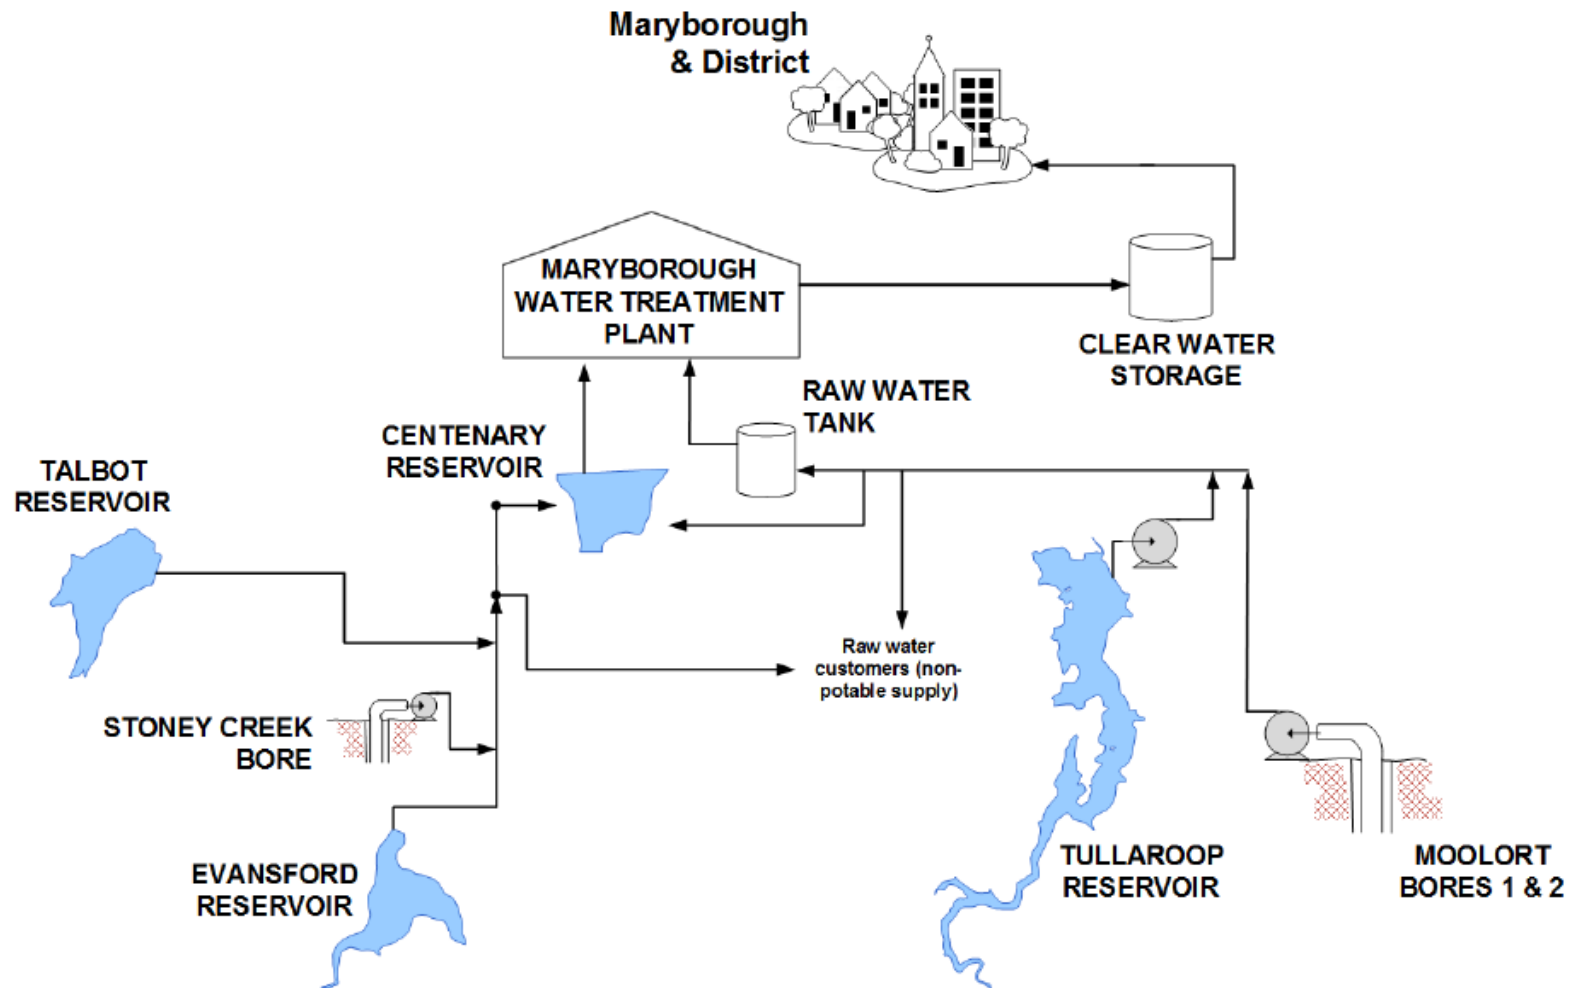 Maryborough
& District
MARYBOROUGH
WATER TREATMENT
PLANT
CLEAR WATER
STORAGE
RAW WATER
TANK
CENTENARY
RESERVOIR
TALBOT
RESERVOIR
Raw water
customers (non-
potable supply)
STONEY CREEK
BORE
EVANSFORD
RESERVOIR
TULLAROOP
RESERVOIR
MOOLORT
BORES 1 & 2